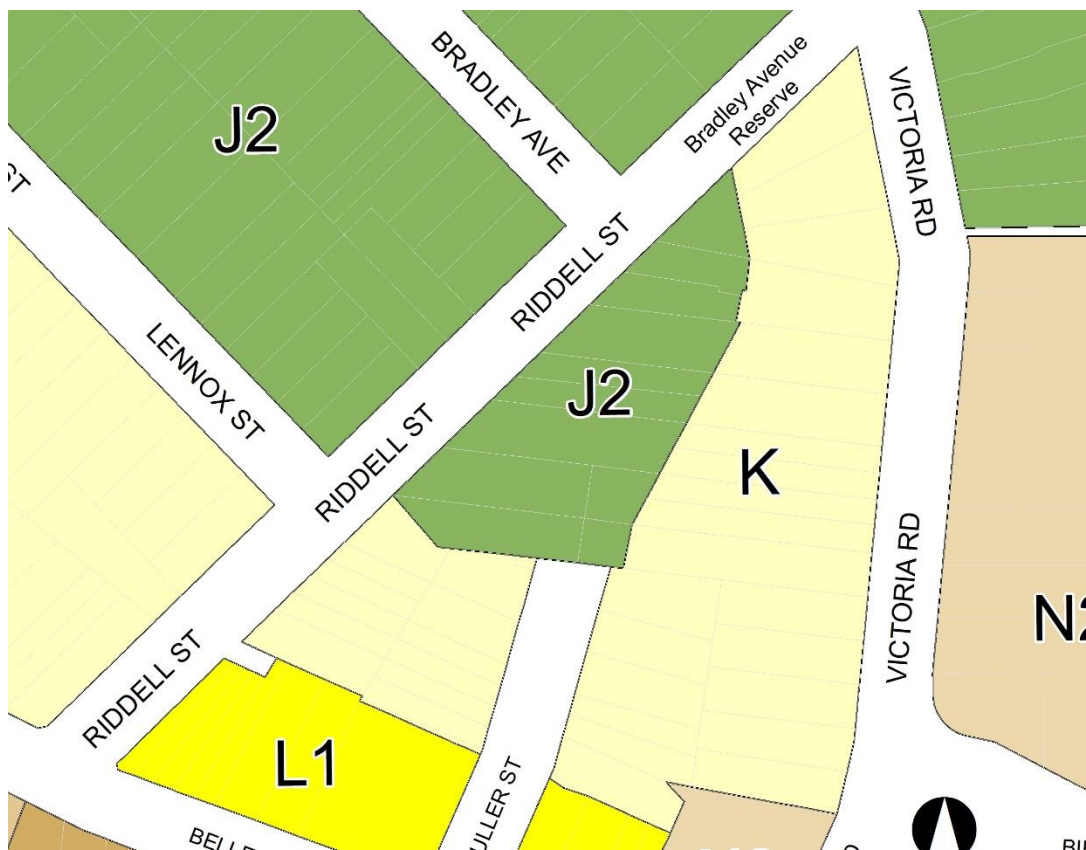 BRADLEY AVE
Bradley Avenue
Reserve
VICTORIA RD
J2
ST
RIDDELL ST
LENNOX ST
J2
RIDDELL ST
K
VICTORIA RD
N2
RIDDELL ST
L1
ULLER ST
BELLE